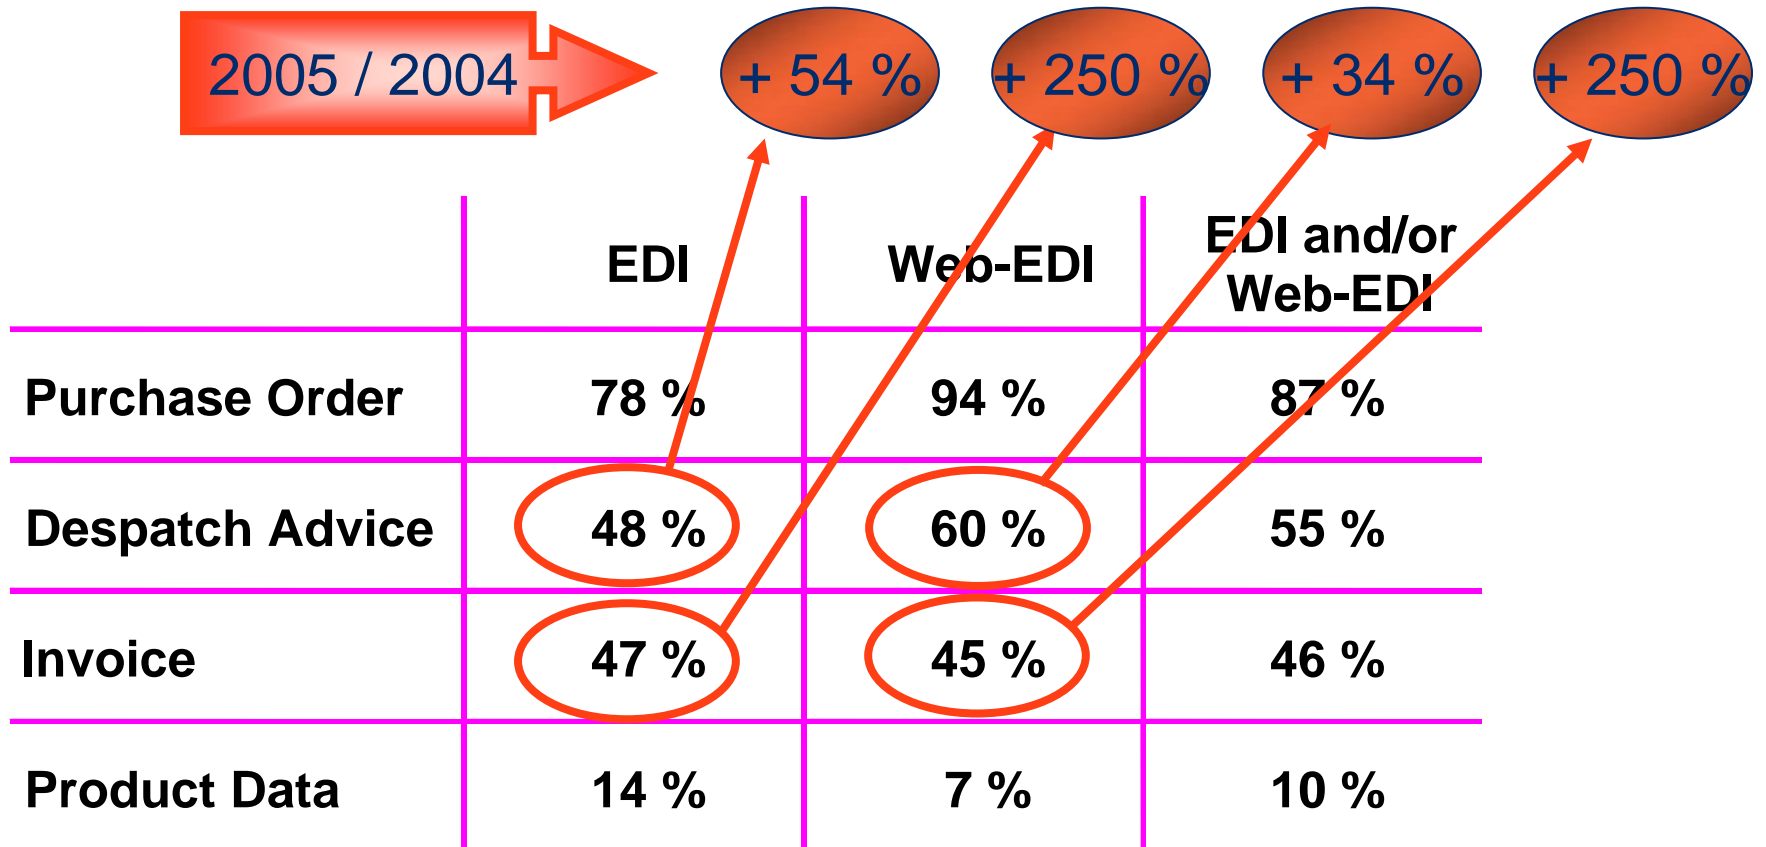 2005 / 2004 + 54 % + 250 % + 34 % + 250 %
EDI Web-EDI EDI and/or
Web-EDI
Purchase Order 78 % 94 % 87 %
Despatch Advice 48 % 60 % 55 %
Invoice 47 % 45 % 46 %
Product Data 14 % 7 % 10 %